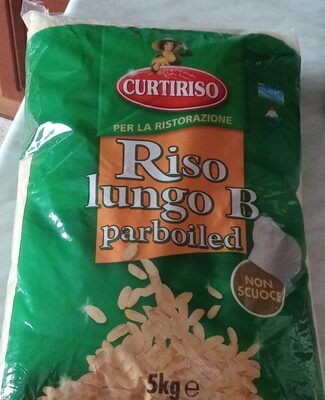 CURTIRISO
PER LA RISTORAZIONE
Riso
lungo B
parboiled
NON
SCUOCE
5kg e